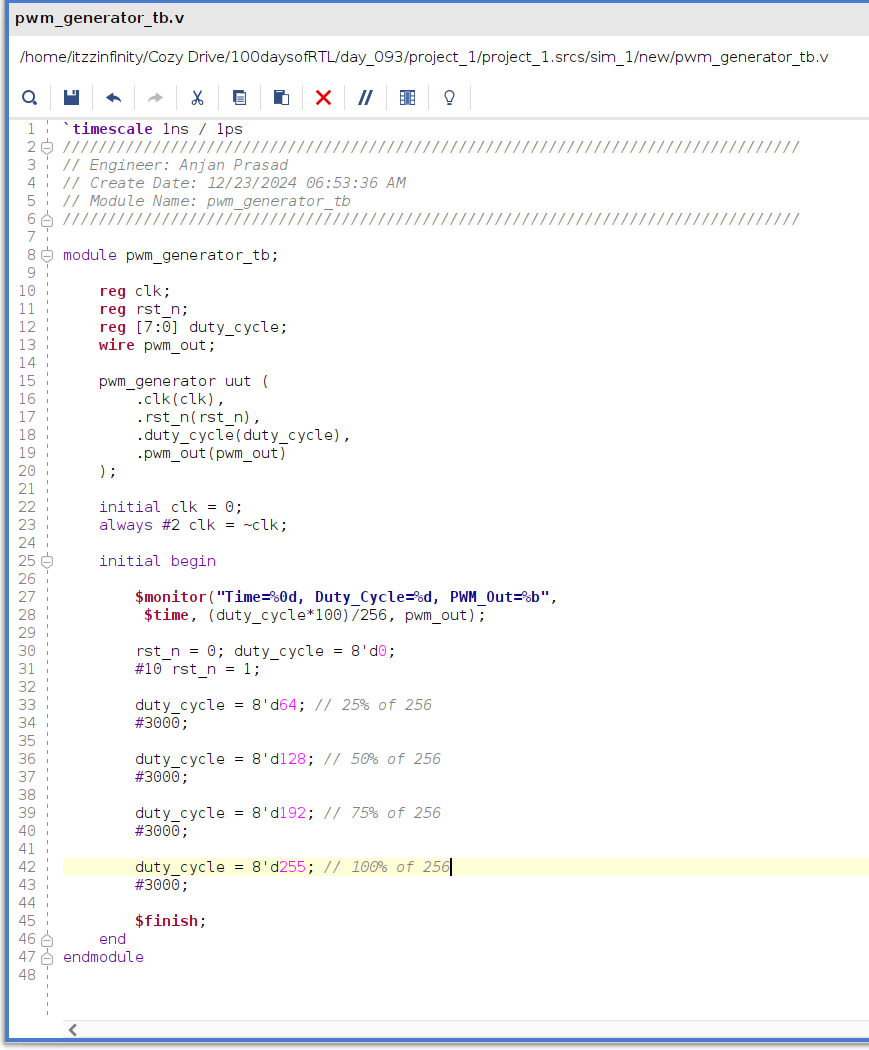 pwm_generator_tb.v
/home/itzzinfinity/Cozy Drive/100daysofRTL/day_093/project_1/project_1.srcs/sim_1/new/pwm_generator_tb.v
1 `timescale 1ns / 1ps
2 //////////////////////////////////////////////////////////////////////////////////
3 // Engineer: Anjan Prasad
4 // Create Date: 12/23/2024 06:53:36 AM
5 // Module Name: pwm_generator_tb
6 //////////////////////////////////////////////////////////////////////////////////
7
8 module pwm_generator_tb;
9
10 reg clk;
11 reg rst_n;
12 reg [7:0] duty_cycle;
13 wire pwm_out;
14
15 pwm_generator uut (
16 .clk(clk),
17 .rst_n(rst_n),
18 .duty_cycle(duty_cycle),
19 .pwm_out(pwm_out)
20 );
21
22 initial clk = 0;
23 always #2 clk = ~clk;
24
25 initial begin
26
27 $monitor("Time=%0d, Duty_Cycle=%d, PWM_Out=%b",
28 $time, (duty_cycle*100)/256, pwm_out);
29
30 rst_n = 0; duty_cycle = 8'd0;
31 #10 rst_n = 1;
32
33 duty_cycle = 8'd64; // 25% of 256
34 #3000;
35
36 duty_cycle = 8'd128; // 50% of 256
37 #3000;
38
39 duty_cycle = 8'd192; // 75% of 256
40 #3000;
41
42 duty_cycle = 8'd255; // 100% of 256
43 #3000;
44
45 $finish;
46 end
47 endmodule
48